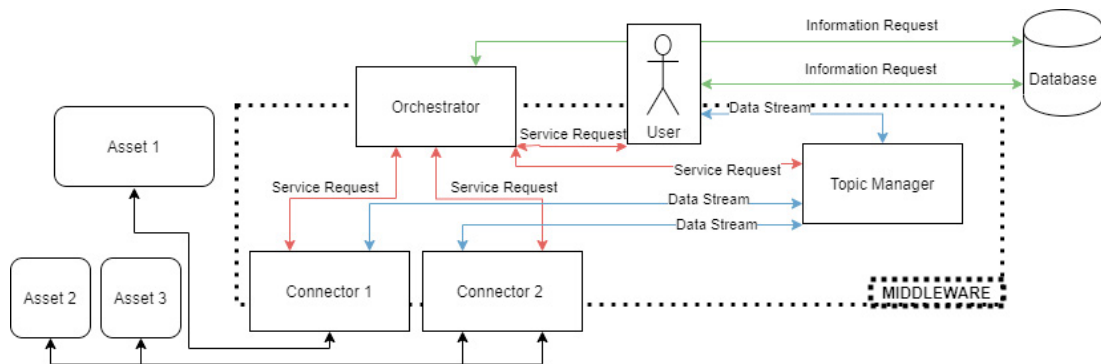 Information Request
Information Request
Database
Orchestrator
User
Data Stream
Service Request
Asset 1
Service Request
Service Request
Service Request
Topic Manager
Data Stream
Data Stream
Asset 2
Asset 3
Connector 1
Connector 2
MIDDLEWARE